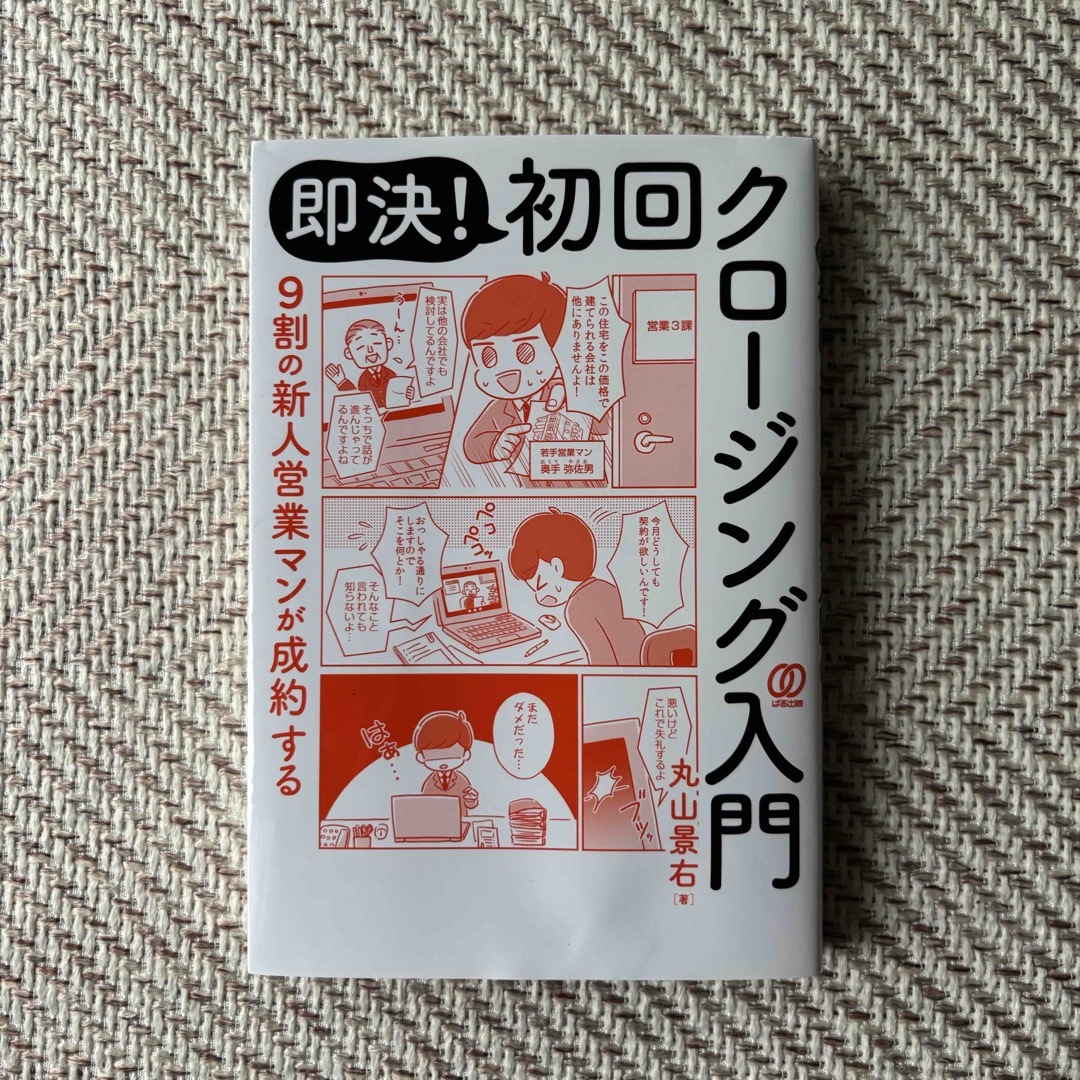 即決!
初回クロージング入門
9割の新人営業マンが成約する
営業3課
この住宅をこの価格で
建てられる会社は
他にありませんよ!
若手営業マン
おくて やさお
奥手 弥佐男
うーん…
実は他の会社でも
検討してるんですよ
そっちで話が
進んじゃって
るんですよね
今月どうしても
契約が欲しいんです!
ペコペコッ
おっしゃる通りに
しますので
そこを何とか!
そんなこと
言われても
知らないよ…
悪いけど
これで失礼するよ
ブツッ
まだ
ダメだった…
はぁ…
ぱる出版
丸山景右
[著]